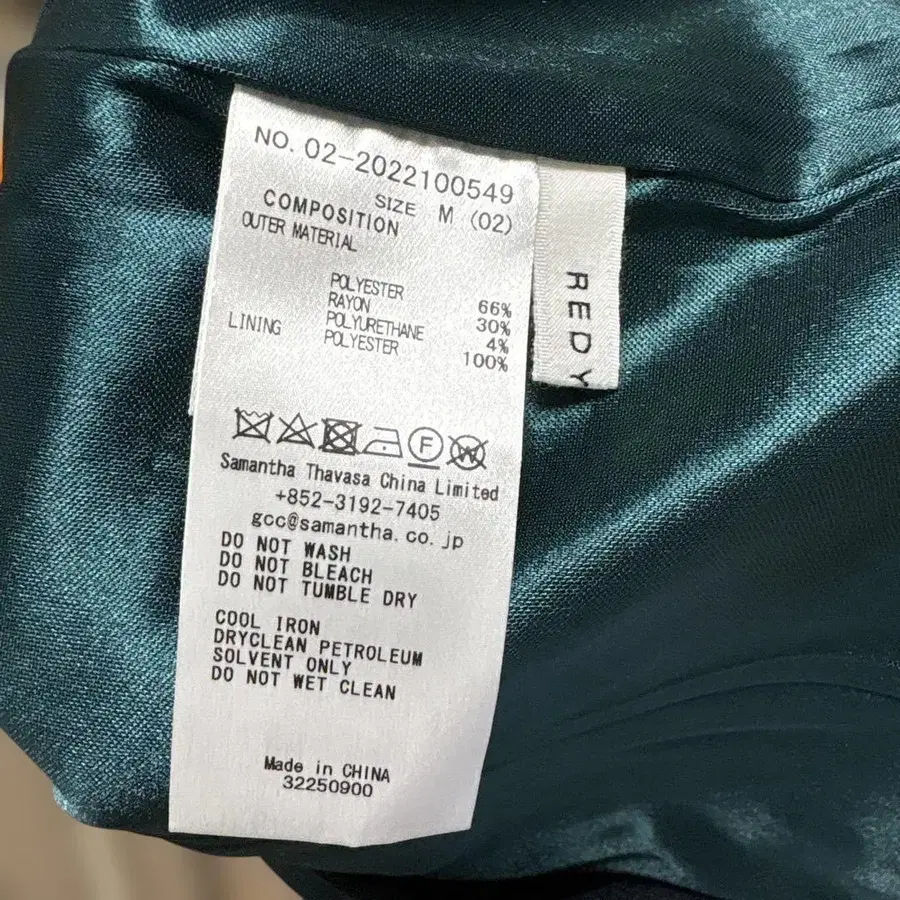 NO. 02-2022100549
SIZE M (02)
COMPOSITION
OUTER MATERIAL
POLYESTER 66%
RAYON 30%
POLYURETHANE 4%
LINING POLYESTER 100%
F W
Samantha Thavasa China Limited
+852-3192-7405
gcc@samantha.co.jp
DO NOT WASH
DO NOT BLEACH
DO NOT TUMBLE DRY
COOL IRON
DRYCLEAN PETROLEUM
SOLVENT ONLY
DO NOT WET CLEAN
Made in CHINA
32250900
REDY